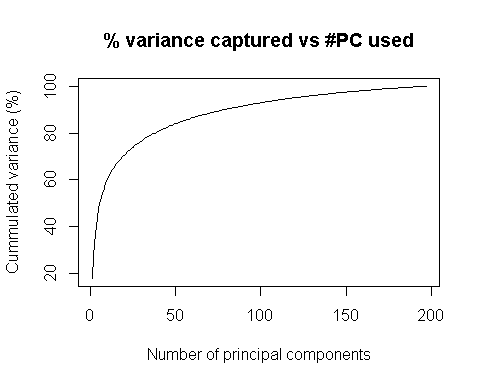 % variance captured vs #PC used
Cummulated variance (%)
100
80
60
40
20
0 50 100 150 200
Number of principal components